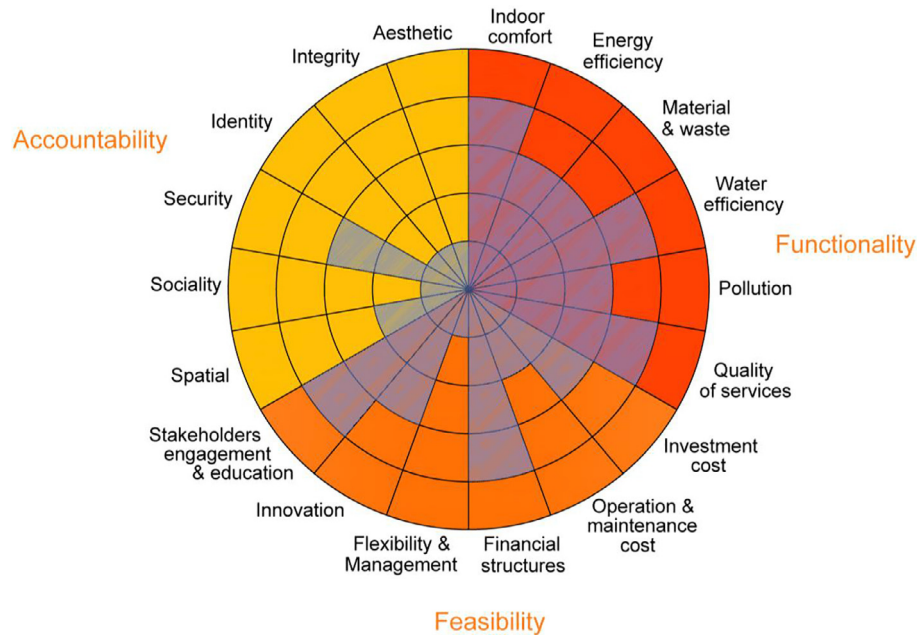 Indoor
comfort
Energy
efficiency
Material
& waste
Water
efficiency
Functionality
Pollution
Quality
of services
Investment
cost
Operation &
maintenance
cost
Financial
structures
Feasibility
Flexibility &
Management
Innovation
Stakeholders
engagement
& education
Spatial
Sociality
Security
Accountability
Identity
Integrity
Aesthetic